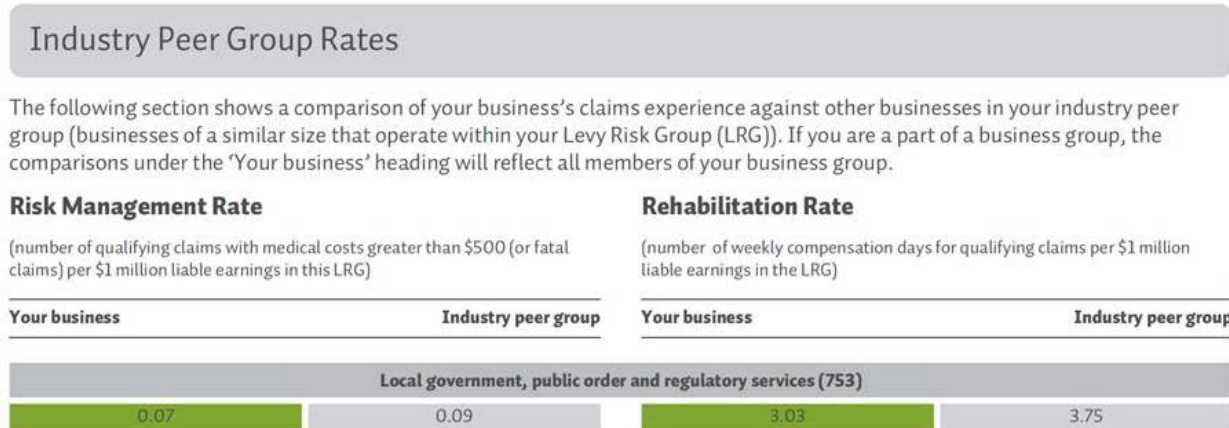 Industry Peer Group Rates
The following section shows a comparison of your business's claims experience against other businesses in your industry peer
group (businesses of a similar size that operate within your Levy Risk Group (LRG)). If you are a part of a business group, the
comparisons under the 'Your business' heading will reflect all members of your business group.
Risk Management Rate
(number of qualifying claims with medical costs greater than $500 (or fatal
claims) per $1 million liable earnings in this LRG)
Your business Industry peer group
Rehabilitation Rate
(number of weekly compensation days for qualifying claims per $1 million
liable earnings in the LRG)
Your business Industry peer group
Local government, public order and regulatory services (753)
0.07 0.09 3.03 3.75